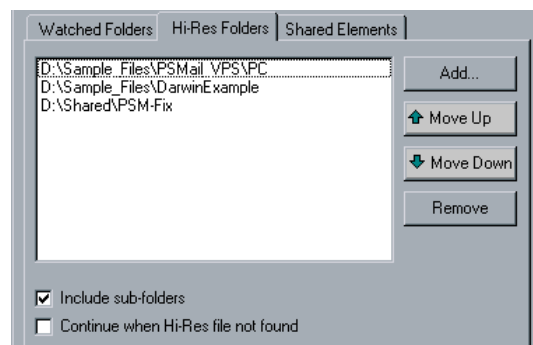 Watched Folders Hi-Res Folders Shared Elements
D:\Sample_Files\PSMail_VPS\PC
D:\Sample_Files\DarwinExample
D:\Shared\PSM-Fix
Add...
Move Up
Move Down
Remove
Include sub-folders
Continue when Hi-Res file not found